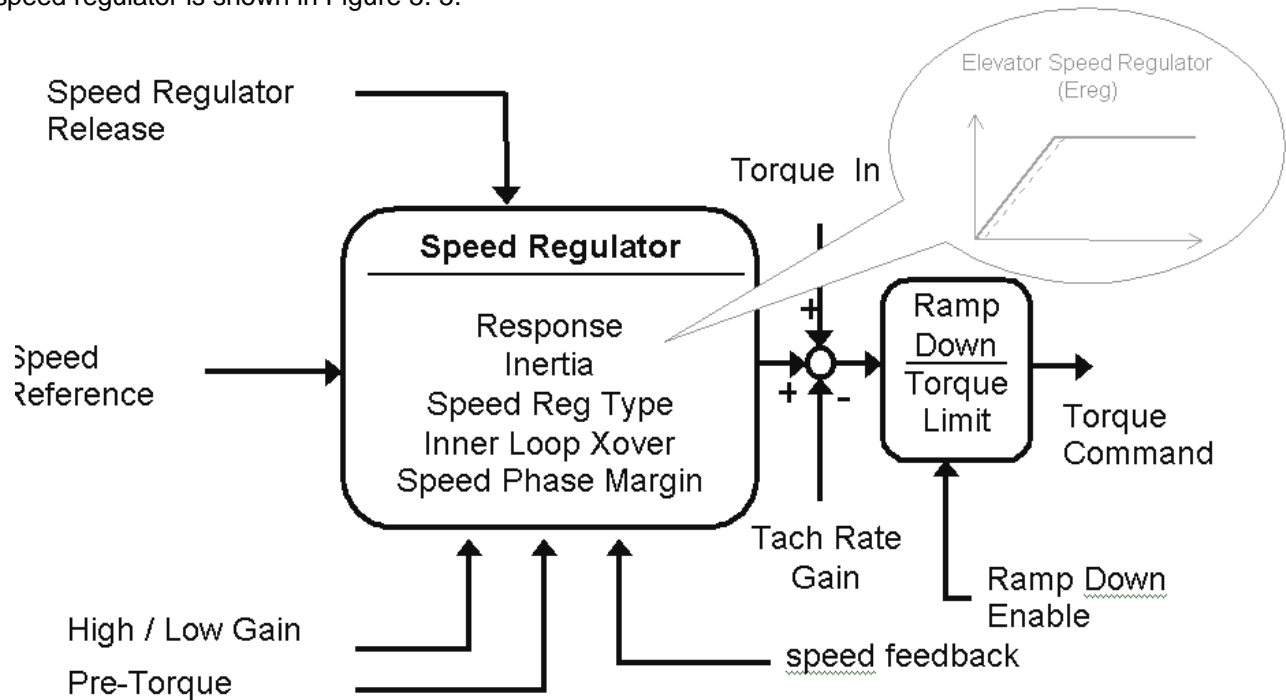 speed regulator is shown in Figure
Elevator Speed Regulator
(Ereg)
Speed Regulator
Release
Torque In
Speed Regulator
Response
Inertia
Speed Reg Type
Inner Loop Xover
Speed Phase Margin
Speed
Reference
+
+
-
Ramp
Down
Torque
Limit
Torque
Command
Tach Rate
Gain
Ramp Down
Enable
High / Low Gain
Pre-Torque
speed feedback